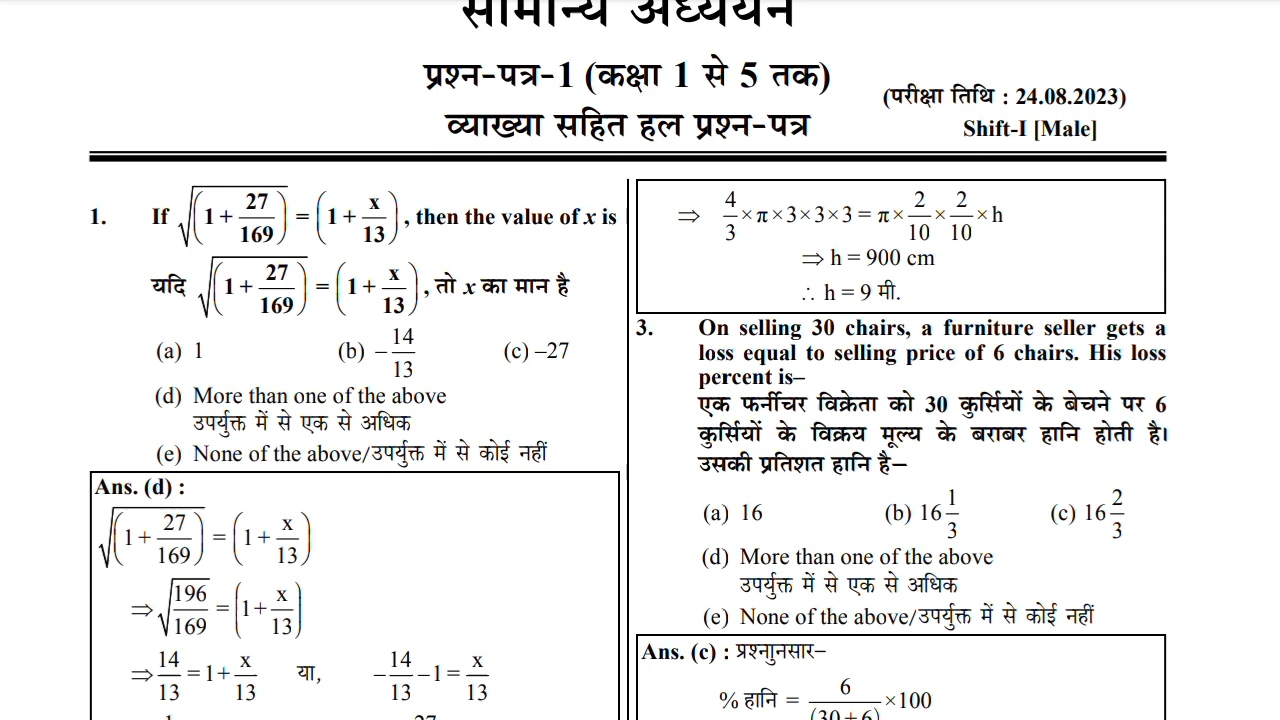 सामान्य अध्ययन
प्रश्न-पत्र-1 (कक्षा 1 से 5 तक)
व्याख्या सहित हल प्रश्न-पत्र
(परीक्षा तिथि : 24.08.2023)
Shift-I [Male]
1. If √(1 + 27/169) = (1 + x/13), then the value of x is
यदि √(1 + 27/169) = (1 + x/13), तो x का मान है
(a) 1 (b) –14/13 (c) –27
(d) More than one of the above
उपर्युक्त में से एक से अधिक
(e) None of the above/उपर्युक्त में से कोई नहीं
Ans. (d) :
√(1 + 27/169) = (1 + x/13)
⇒ √196/169 = (1 + x/13)
⇒ 14/13 = 1 + x/13 या, –14/13 – 1 = x/13
⇒ 4/3 × π × 3 × 3 × 3 = π × 2/10 × 2/10 × h
⇒ h = 900 cm
∴ h = 9 मी.
3. On selling 30 chairs, a furniture seller gets a
loss equal to selling price of 6 chairs. His loss
percent is–
एक फर्नीचर विक्रेता को 30 कुर्सियों के बेचने पर 6
कुर्सियों के विक्रय मूल्य के बराबर हानि होती है।
उसकी प्रतिशत हानि है–
(a) 16 (b) 16 1/3 (c) 16 2/3
(d) More than one of the above
उपर्युक्त में से एक से अधिक
(e) None of the above/उपर्युक्त में से कोई नहीं
Ans. (c) : प्रश्नाुनसार–
% हानि = 6/(30+6) × 100